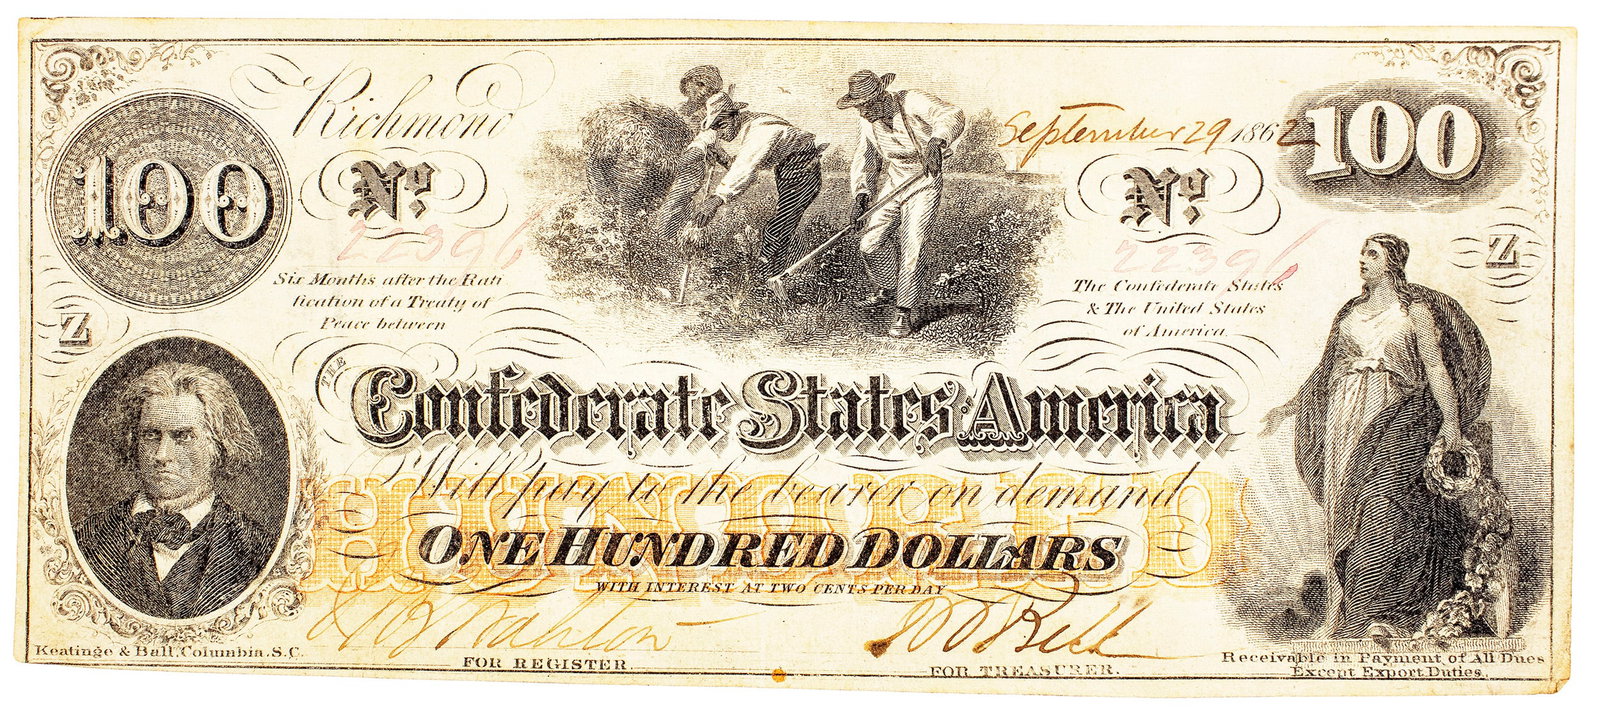 100
Richmond
September 29 1862
100
No.
No.
22396
22396
Six Months after the Rati
fication of a Treaty of
Peace between
The Confederate States
& The United States
of America.
Z
Z
THE
Confederate States America
Will pay to the bearer on demand
HUNDRED
ONE HUNDRED DOLLARS
WITH INTEREST AT TWO CENTS PER DAY
Keatinge & Ball, Columbia, S.C.
FOR REGISTER.
FOR TREASURER.
Receivable in Payment of All Dues
Except Export Duties.